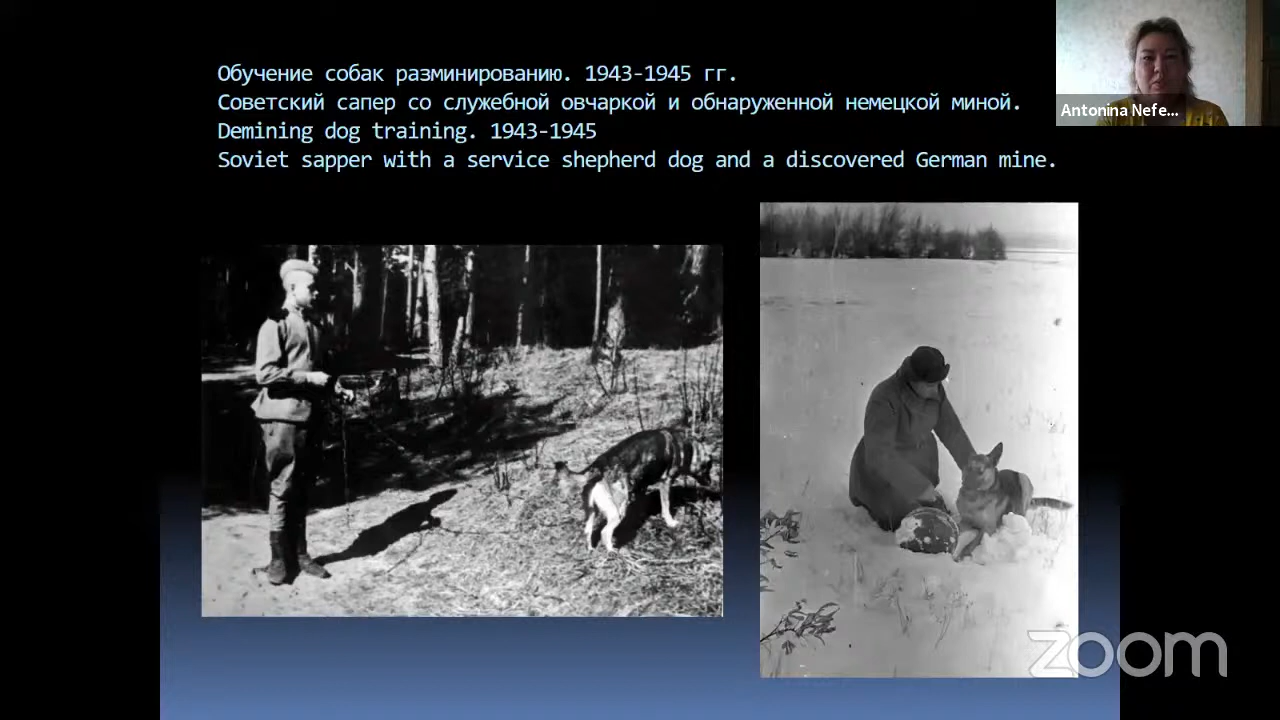 Обучение собак разминированию. 1943-1945 гг.
Советский сапер со служебной овчаркой и обнаруженной немецкой миной.
Demining dog training. 1943-1945
Soviet sapper with a service shepherd dog and a discovered German mine.
Antonina Nefe...
zoom